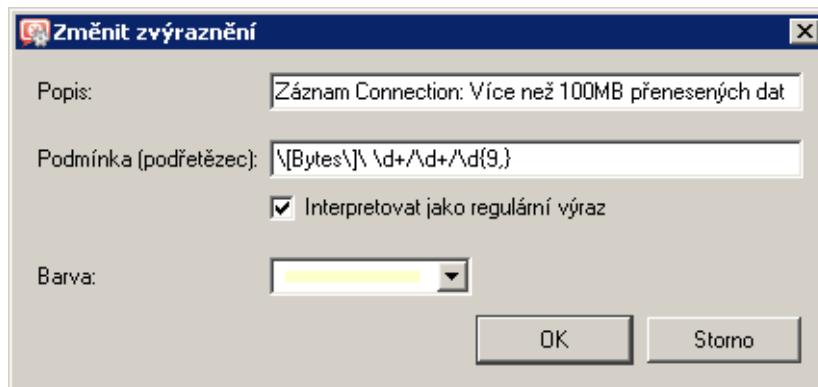 Změnit zvýraznění
Popis: Záznam Connection: Více než 100MB přenesených dat
Podmínka (podřetězec): \[Bytes\]\ \d+/\d+/\d{9,}
Interpretovat jako regulární výraz
Barva:
OK Storno